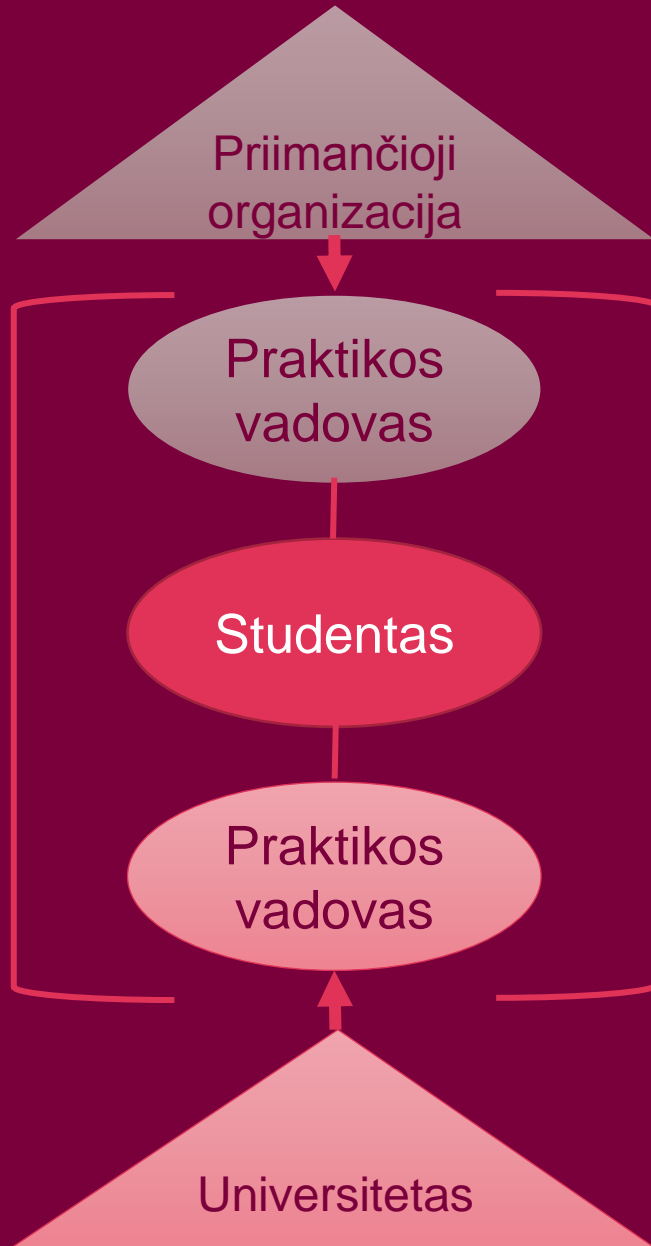 Priimančioji
organizacija
Praktikos
vadovas
Studentas
Praktikos
vadovas
Universitetas